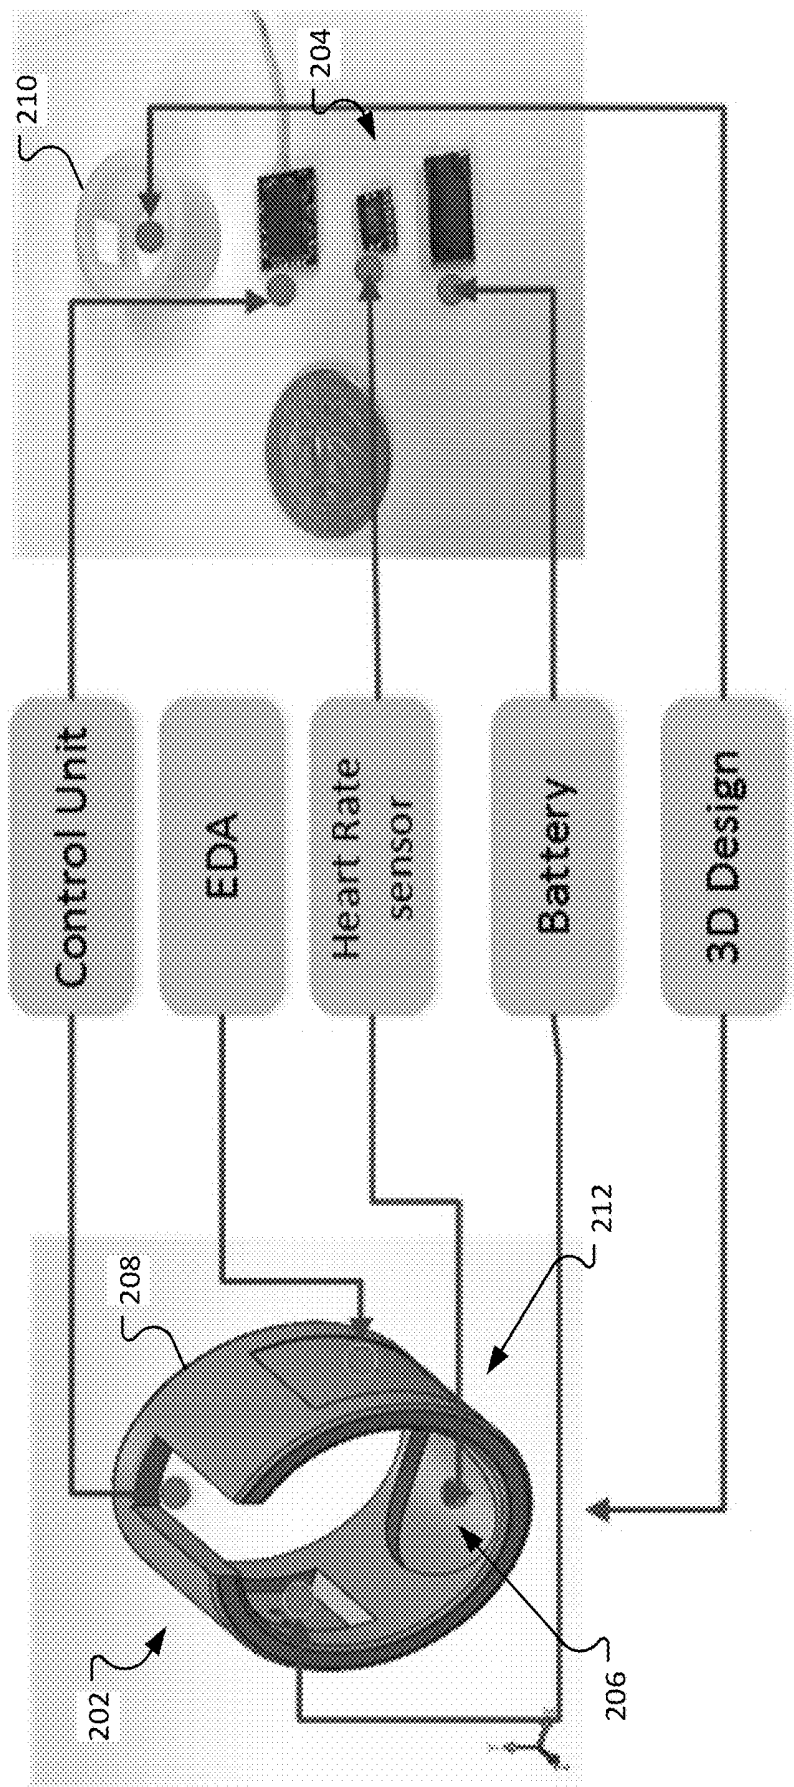 210
204
Control Unit
EDA
Heart Rate
sensor
Battery
3D Design
208
212
202
206